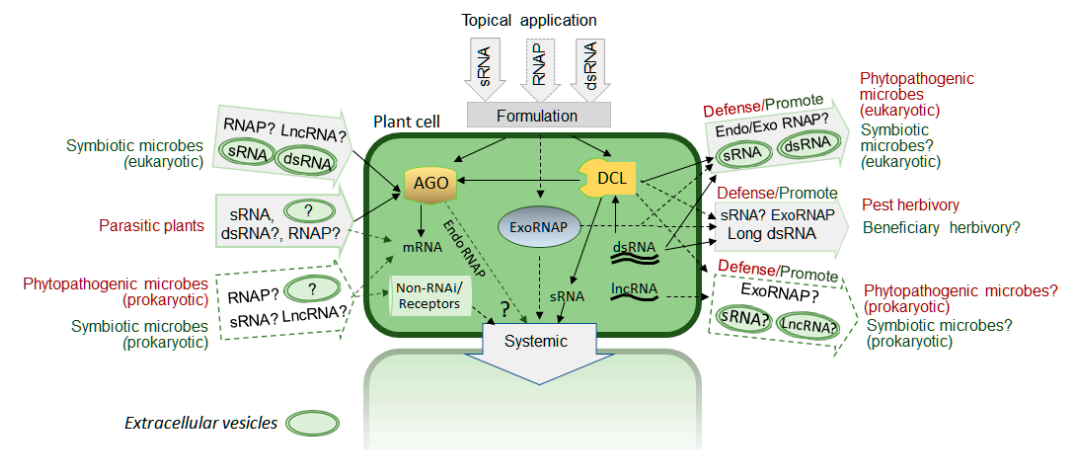 Topical application
sRNA
RNAP
dsRNA
Formulation
Plant cell
RNAP? LncRNA?
sRNA
dsRNA
Symbiotic microbes
(eukaryotic)
sRNA,
?
dsRNA?, RNAP?
Parasitic plants
Phytopathogenic microbes
(prokaryotic)
Symbiotic microbes
(prokaryotic)
RNAP?
?
sRNA? LncRNA?
AGO
DCL
mRNA
Endo RNAP
ExoRNAP
dsRNA
lncRNA
sRNA
Non-RNAi/
Receptors
?
Systemic
Defense/Promote
Endo/Exo RNAP?
sRNA
dsRNA
Phytopathogenic
microbes
(eukaryotic)
Symbiotic
microbes?
(eukaryotic)
Defense/Promote
sRNA? ExoRNAP
Long dsRNA
Pest herbivory
Beneficiary herbivory?
Defense/Promote
ExoRNAP?
sRNA?
LncRNA?
Phytopathogenic microbes?
(prokaryotic)
Symbiotic microbes?
(prokaryotic)
Extracellular vesicles